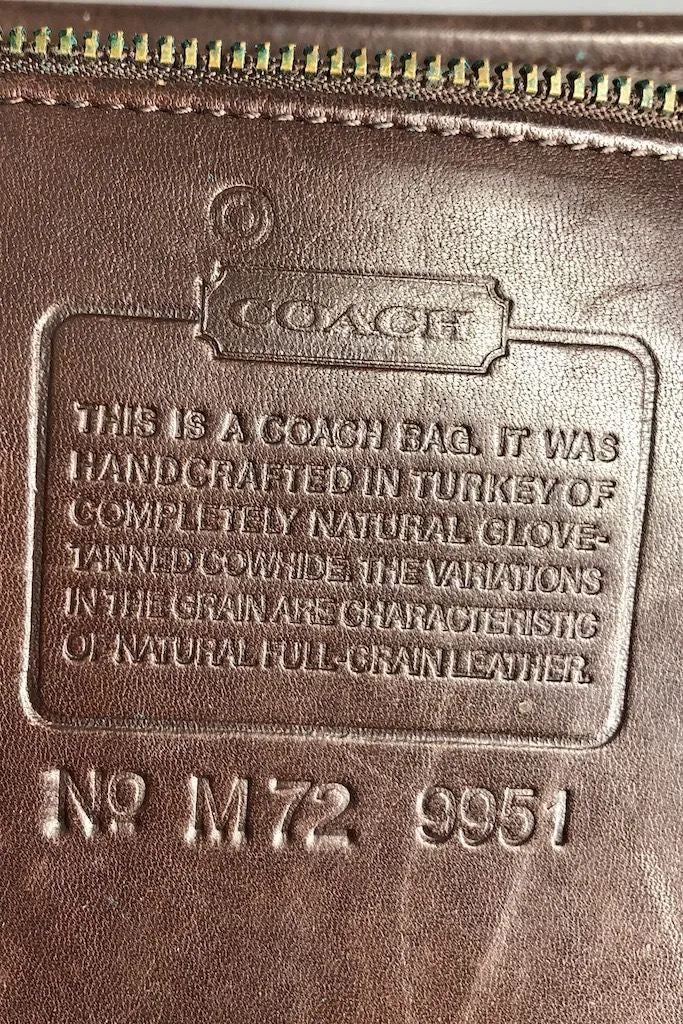 COACH
THIS IS A COACH BAG. IT WAS
HANDCRAFTED IN TURKEY OF
COMPLETELY NATURAL GLOVE-
TANNED COWHIDE. THE VARIATIONS
IN THE GRAIN ARE CHARACTERISTIC
OF NATURAL FULL-GRAIN LEATHER.
No M72 9951